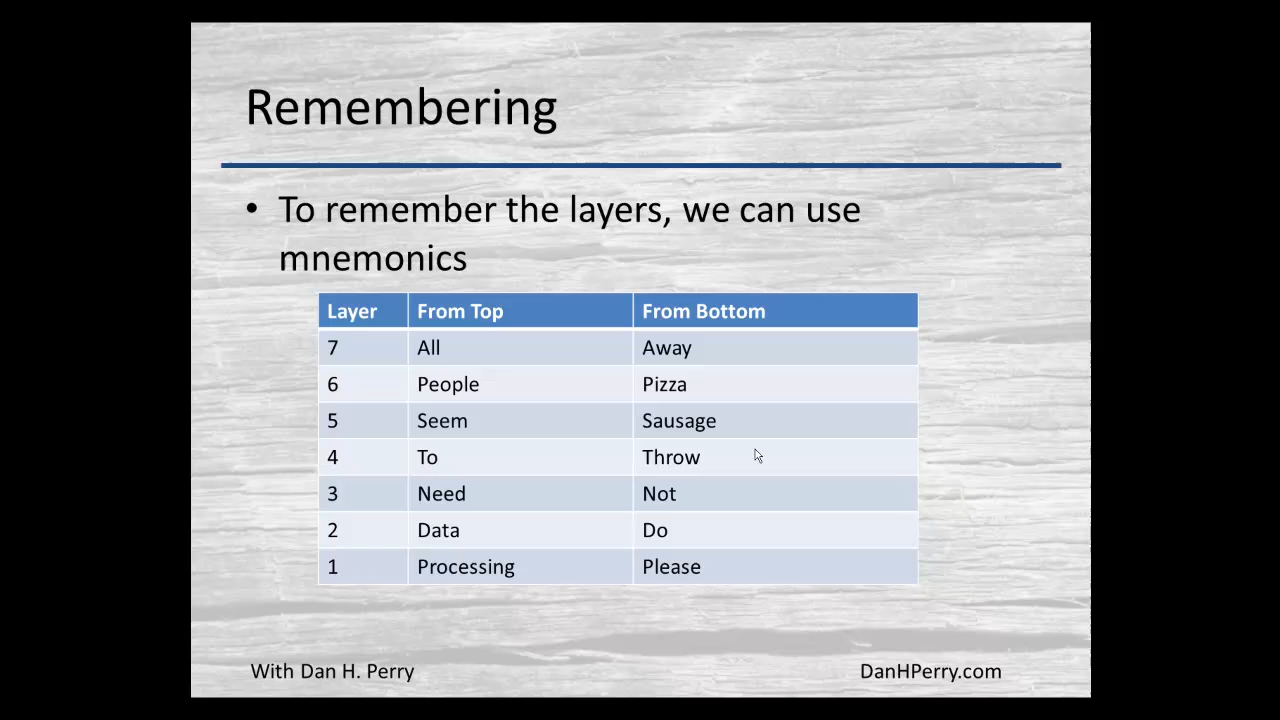 Remembering
• To remember the layers, we can use
mnemonics
Layer From Top From Bottom
7 All Away
6 People Pizza
5 Seem Sausage
4 To Throw
3 Need Not
2 Data Do
1 Processing Please
With Dan H. Perry DanHPerry.com